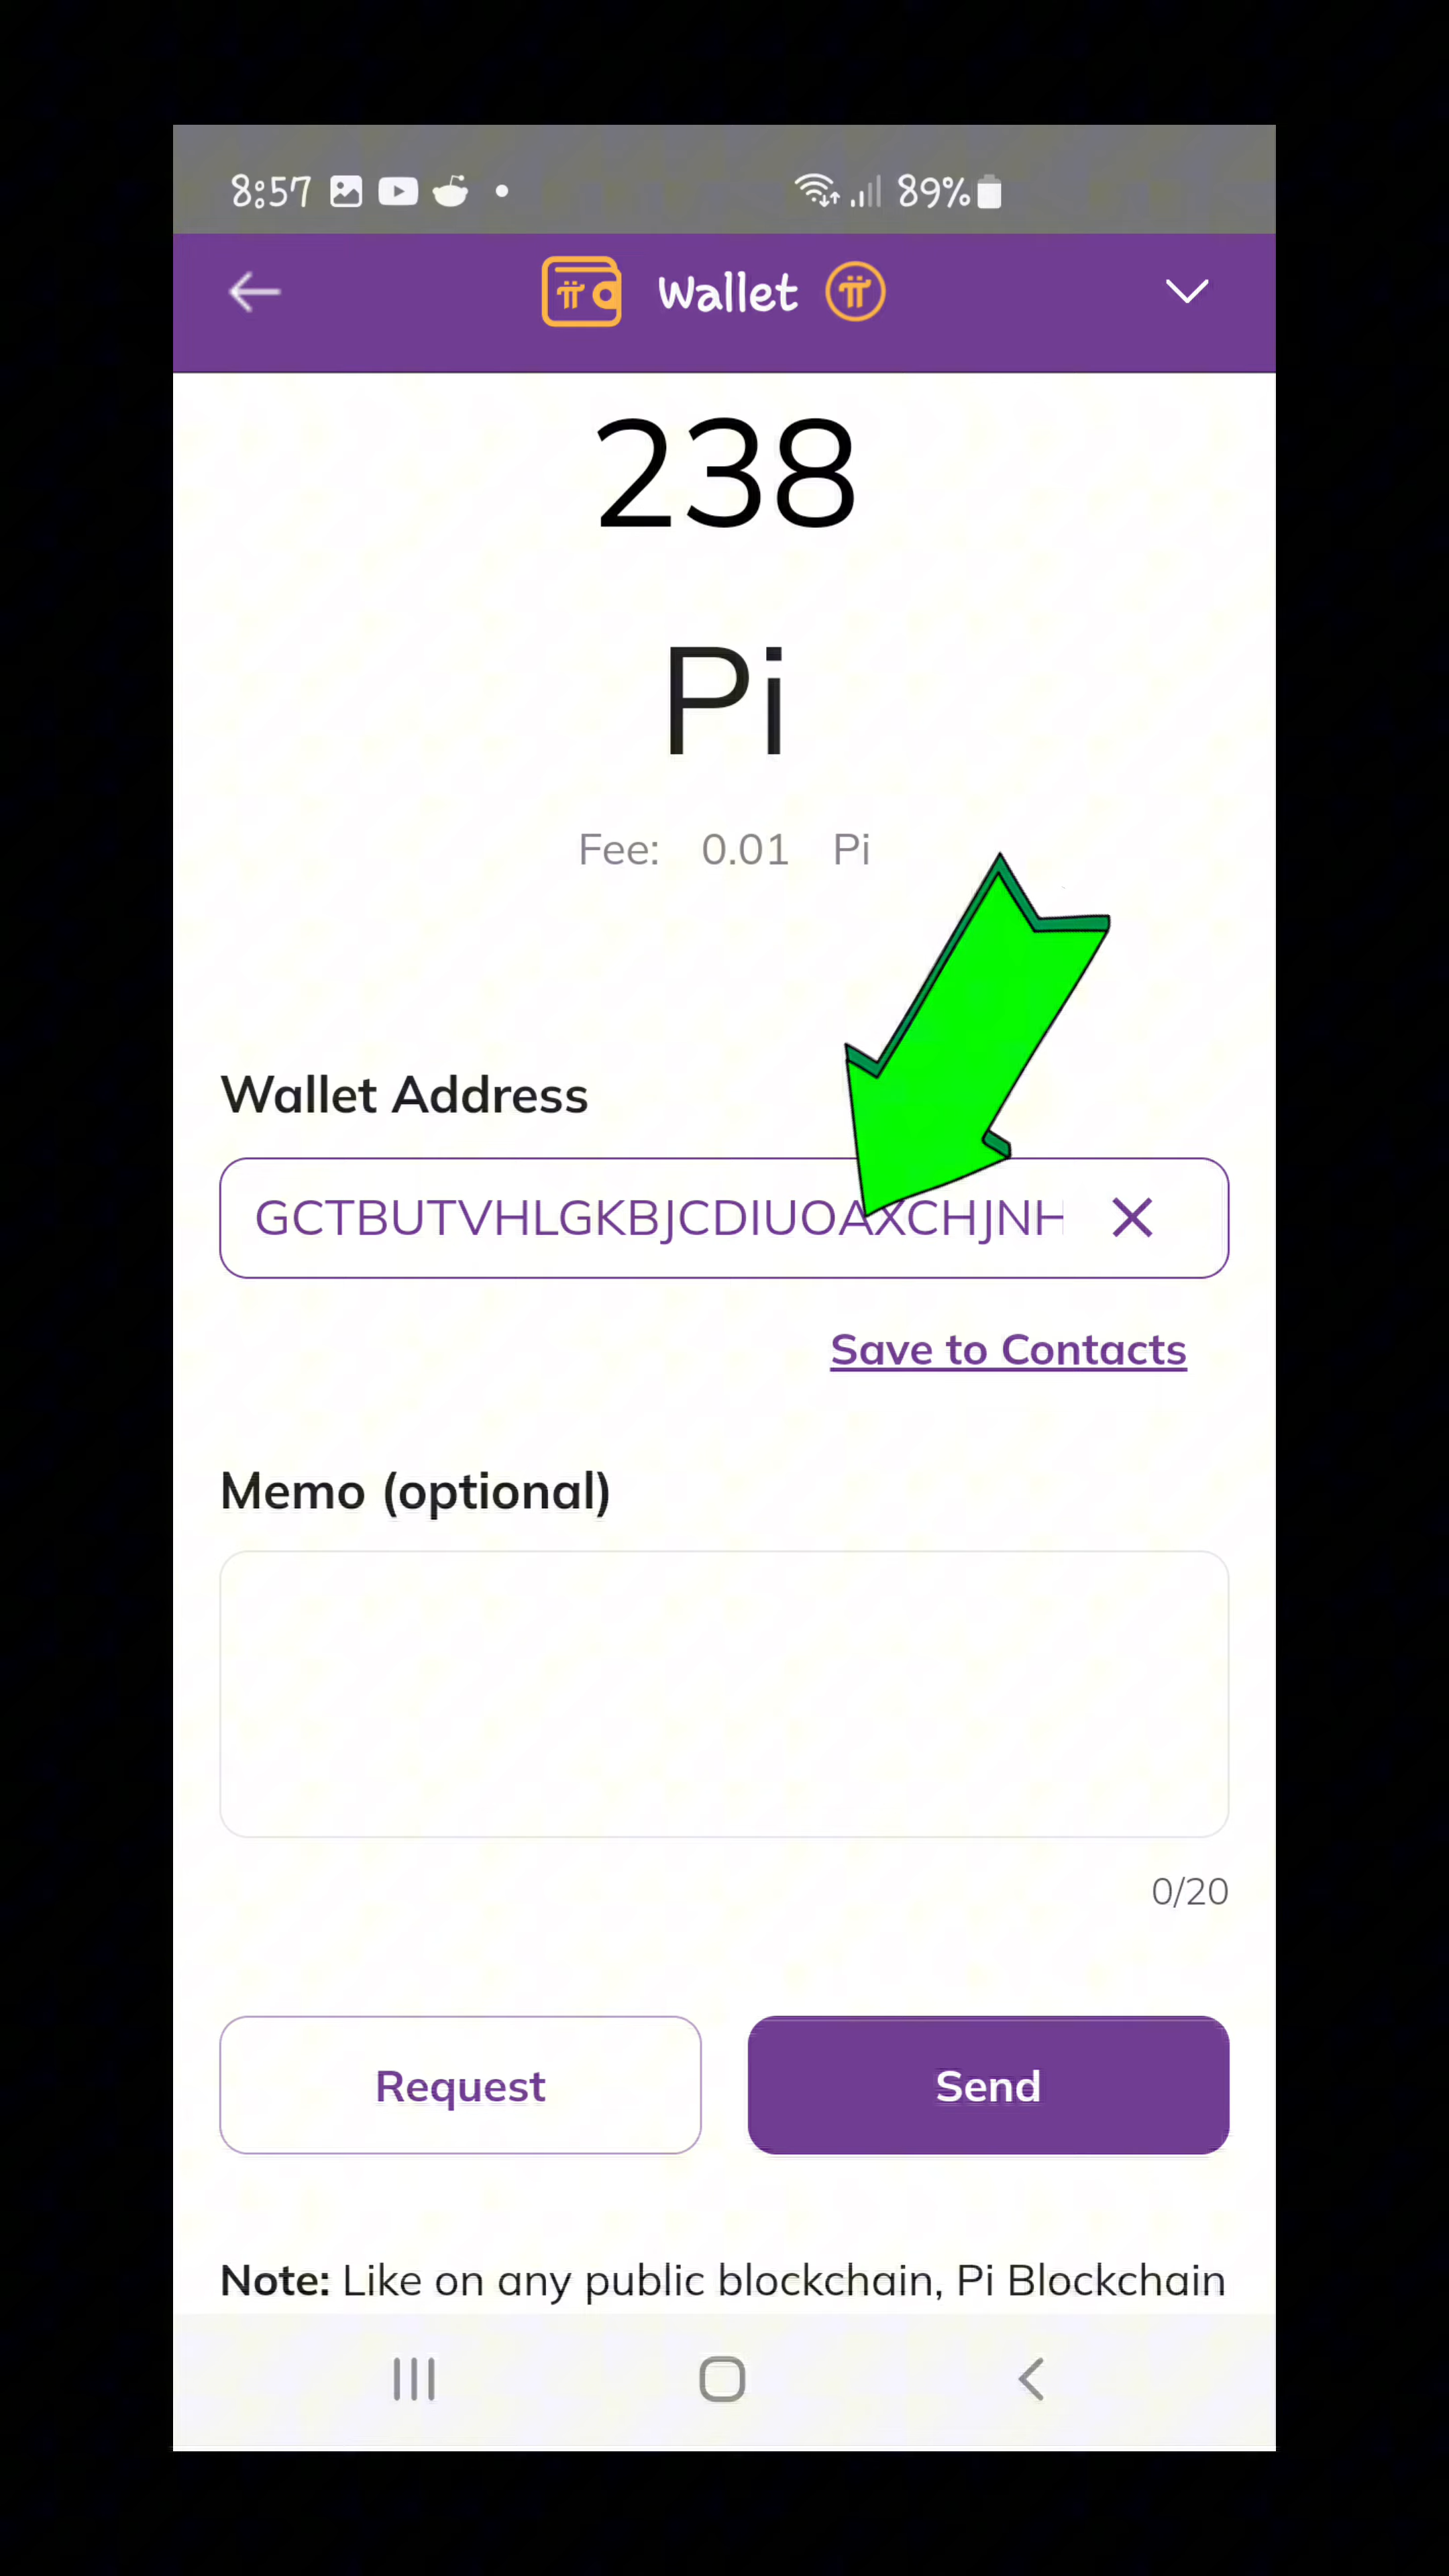 8:57 89%
Wallet
238
Pi
Fee: 0.01 Pi
Wallet Address
GCTBUTVHLGKBJCDIUOAXCHJNH
Save to Contacts
Memo (optional)
0/20
Request Send
Note: Like on any public blockchain, Pi Blockchain